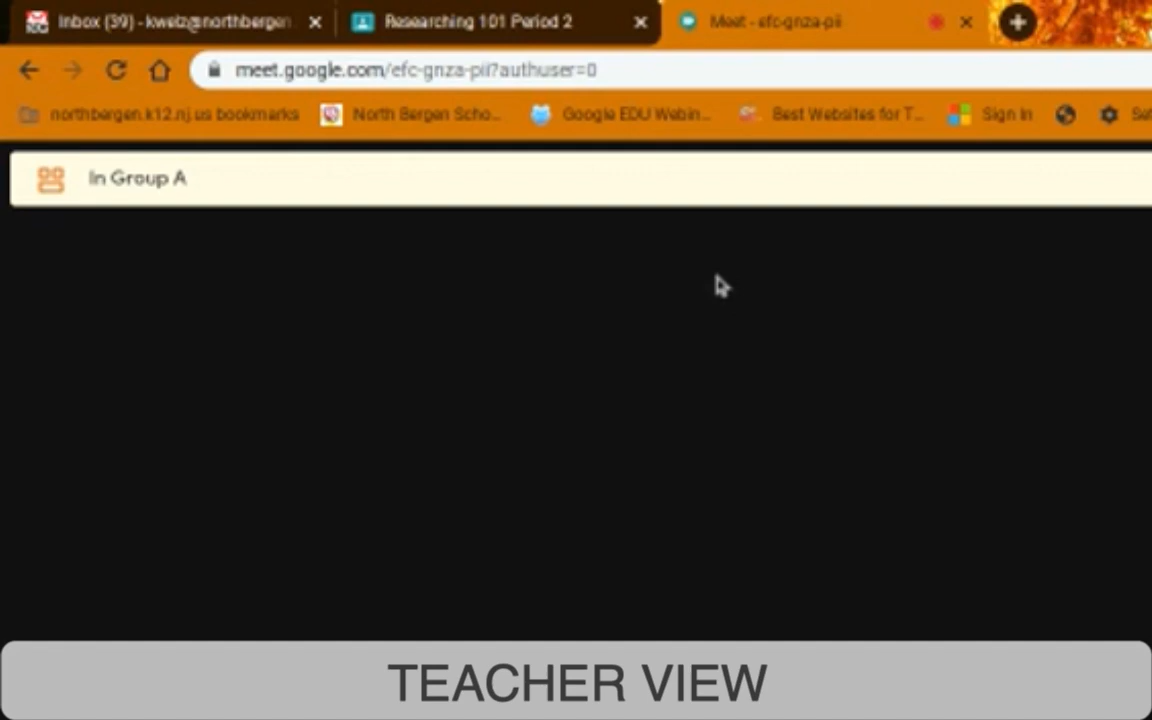 Inbox (39) - kwelz@northbergen
Researching 101 Period 2
Meet - efc-gnza-pii
meet.google.com/efc-gnza-pii?authuser=0
northbergen.k12.nj.us bookmarks
North Bergen Scho...
Google EDU Webin...
Best Websites for T...
Sign In
In Group A
TEACHER VIEW